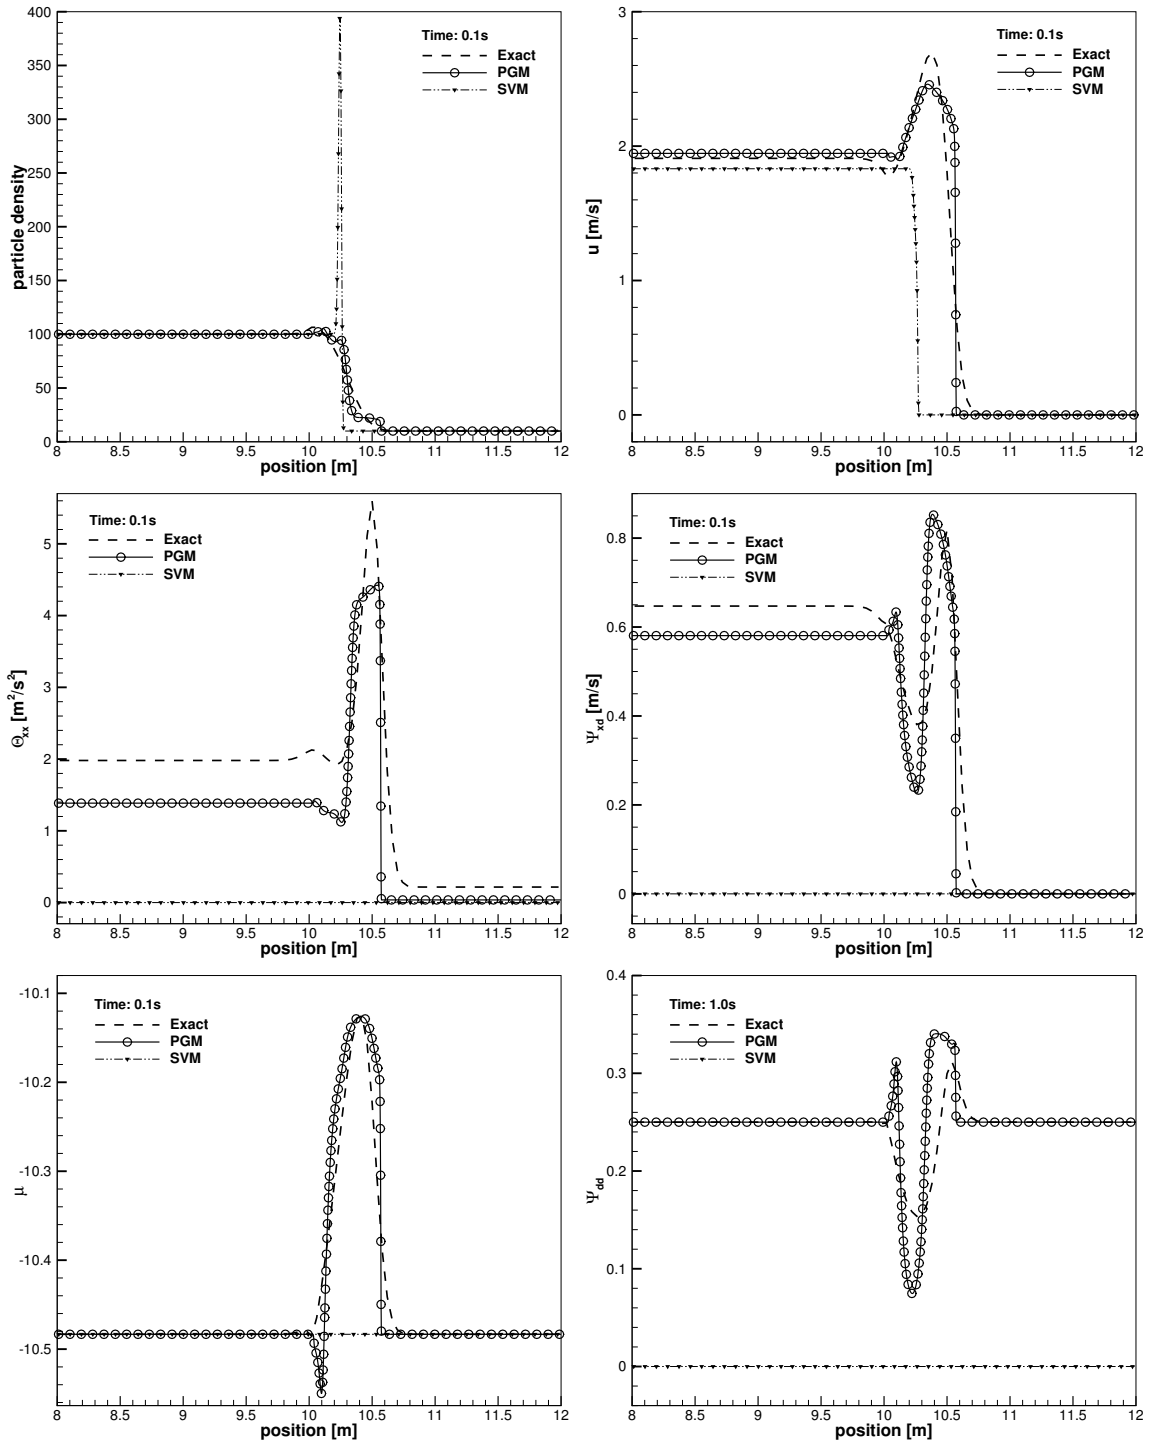 400
350
300
250
200
150
100
50
0
particle density
Time: 0.1s
Exact
PGM
SVM
8 8.5 9 9.5 10 10.5 11 11.5 12
position [m]
3
2
1
0
u [m/s]
Time: 0.1s
Exact
PGM
SVM
8 8.5 9 9.5 10 10.5 11 11.5 12
position [m]
5
4
3
2
1
0
Θxx [m²/s²]
Time: 0.1s
Exact
PGM
SVM
8 8.5 9 9.5 10 10.5 11 11.5 12
position [m]
0.8
0.6
0.4
0.2
0
Ψxd [m/s]
Time: 0.1s
Exact
PGM
SVM
8 8.5 9 9.5 10 10.5 11 11.5 12
position [m]
-10.1
-10.2
-10.3
-10.4
-10.5
μ
Time: 0.1s
Exact
PGM
SVM
8 8.5 9 9.5 10 10.5 11 11.5 12
position [m]
0.4
0.3
0.2
0.1
0
Ψdd
Time: 1.0s
Exact
PGM
SVM
8 8.5 9 9.5 10 10.5 11 11.5 12
position [m]